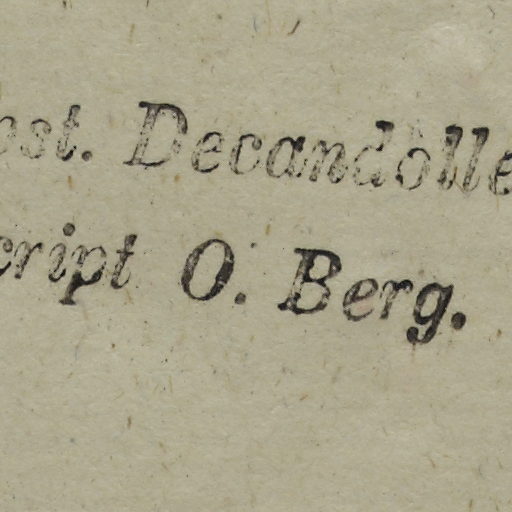 ost. Decandolle
cript O. Berg.